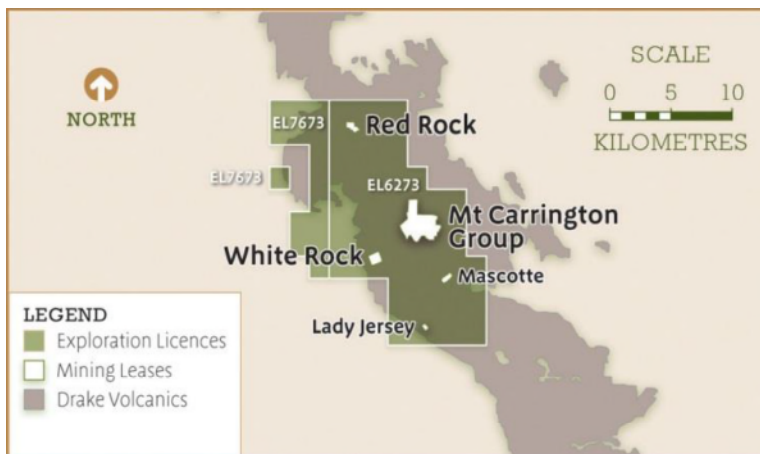 NORTH
SCALE
0 5 10
KILOMETRES
EL7673
Red Rock
EL7673
EL6273
Mt Carrington
Group
White Rock
Mascotte
Lady Jersey
LEGEND
Exploration Licences
Mining Leases
Drake Volcanics